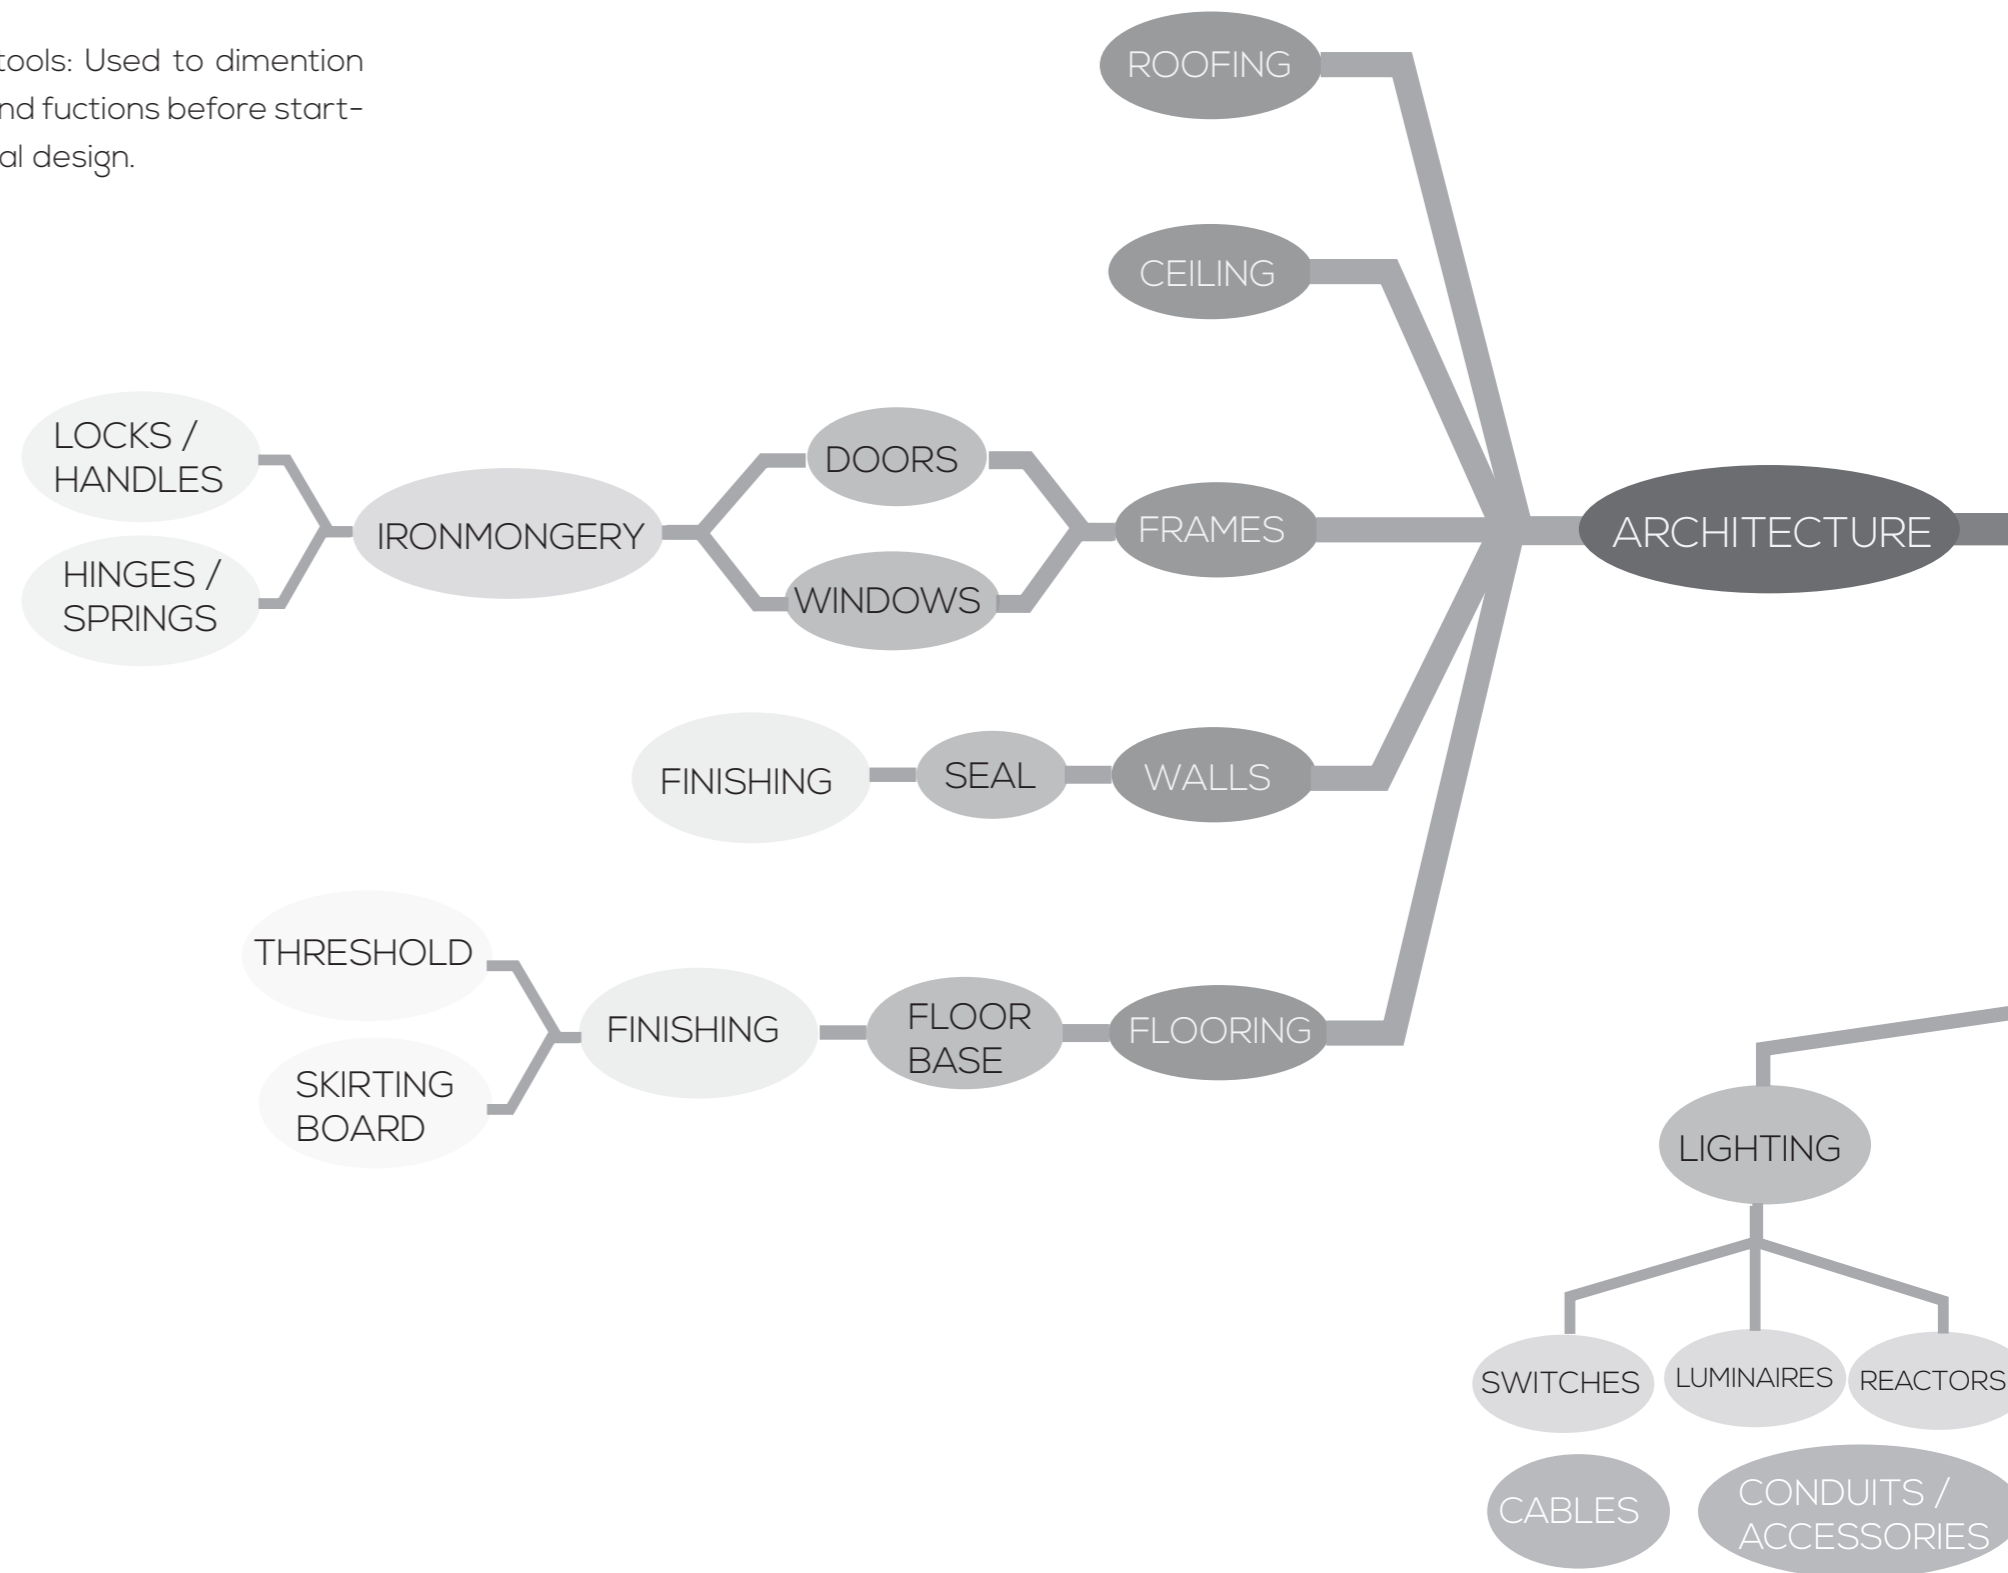 tools: Used to dimention
nd fuctions before start-
al design.
ROOFING
CEILING
LOCKS /
HANDLES
HINGES /
SPRINGS
IRONMONGERY
DOORS
WINDOWS
FRAMES
ARCHITECTURE
FINISHING
SEAL
WALLS
THRESHOLD
SKIRTING
BOARD
FINISHING
FLOOR
BASE
FLOORING
LIGHTING
SWITCHES
LUMINAIRES
REACTORS
CABLES
CONDUITS /
ACCESSORIES